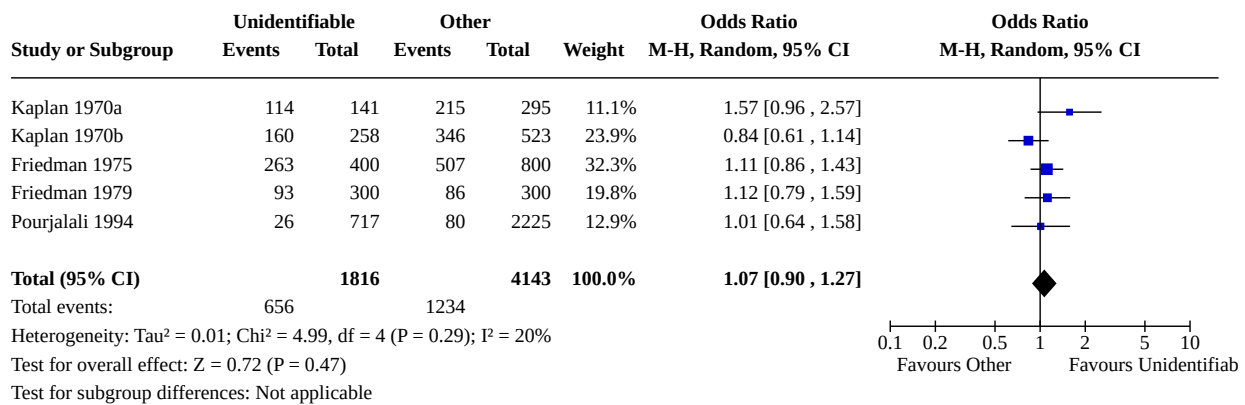 Unidentifiable Other Odds Ratio Odds Ratio
Study or Subgroup Events Total Events Total Weight M-H, Random, 95% CI M-H, Random, 95% CI
Kaplan 1970a 114 141 215 295 11.1% 1.57 [0.96 , 2.57]
Kaplan 1970b 160 258 346 523 23.9% 0.84 [0.61 , 1.14]
Friedman 1975 263 400 507 800 32.3% 1.11 [0.86 , 1.43]
Friedman 1979 93 300 86 300 19.8% 1.12 [0.79 , 1.59]
Pourjalali 1994 26 717 80 2225 12.9% 1.01 [0.64 , 1.58]
Total (95% CI) 1816 4143 100.0% 1.07 [0.90 , 1.27]
Total events: 656 1234
Heterogeneity: Tau² = 0.01; Chi² = 4.99, df = 4 (P = 0.29); I² = 20%
0.1 0.2 0.5 1 2 5 10
Test for overall effect: Z = 0.72 (P = 0.47) Favours Other Favours Unidentifiab
Test for subgroup differences: Not applicable